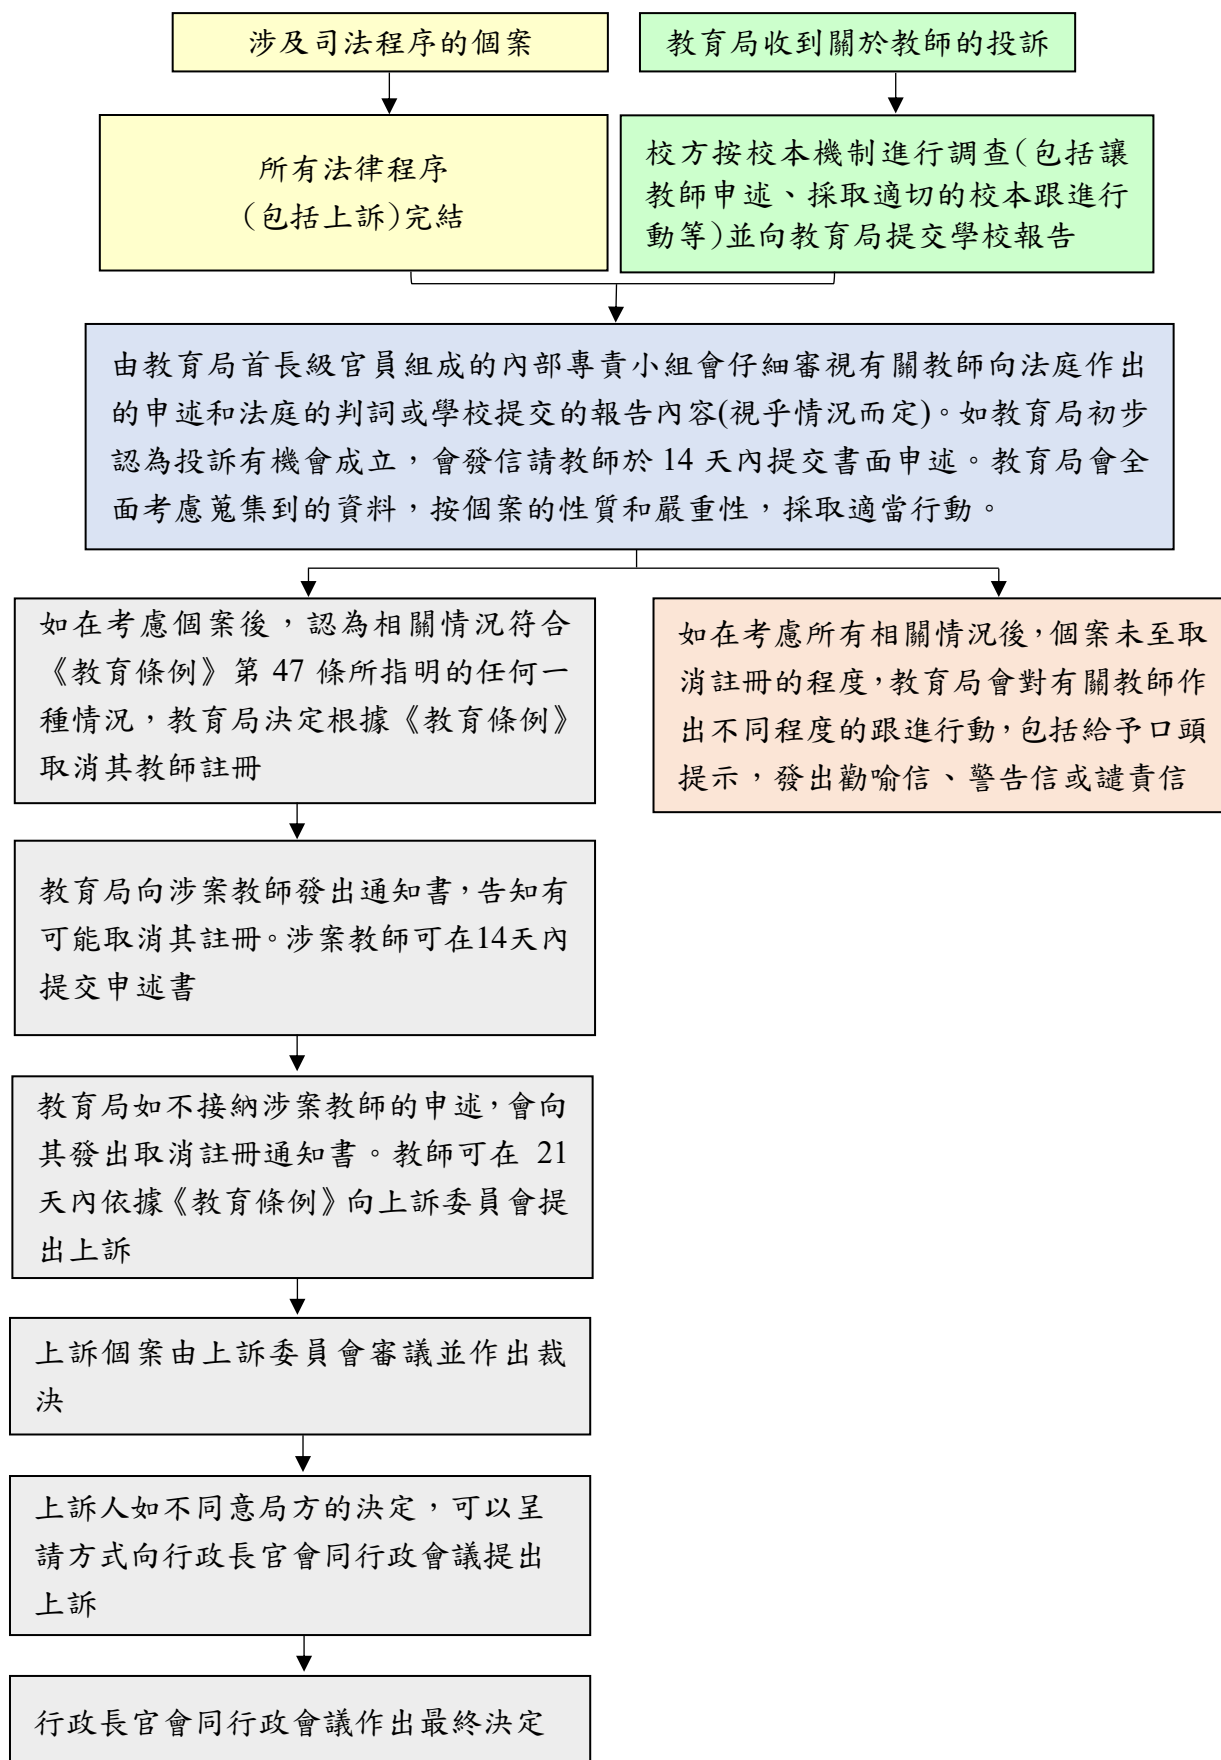 涉及司法程序的個案
教育局收到關於教師的投訴
所有法律程序
(包括上訴)完結
校方按校本機制進行調查(包括讓
教師申述、採取適切的校本跟進行
動等)並向教育局提交學校報告
由教育局首長級官員組成的內部專責小組會仔細審視有關教師向法庭作出
的申述和法庭的判詞或學校提交的報告內容(視乎情況而定)。如教育局初步
認為投訴有機會成立，會發信請教師於 14 天內提交書面申述。教育局會全
面考慮蒐集到的資料，按個案的性質和嚴重性，採取適當行動。
如在考慮個案後，認為相關情況符合
《教育條例》第 47 條所指明的任何一
種情況，教育局決定根據《教育條例》
取消其教師註冊
如在考慮所有相關情況後，個案未至取
消註冊的程度，教育局會對有關教師作
出不同程度的跟進行動，包括給予口頭
提示，發出勸喻信、警告信或譴責信
教育局向涉案教師發出通知書，告知有
可能取消其註冊。涉案教師可在14天內
提交申述書
教育局如不接納涉案教師的申述，會向
其發出取消註冊通知書。教師可在 21
天內依據《教育條例》向上訴委員會提
出上訴
上訴個案由上訴委員會審議並作出裁
決
上訴人如不同意局方的決定，可以呈
請方式向行政長官會同行政會議提出
上訴
行政長官會同行政會議作出最終決定